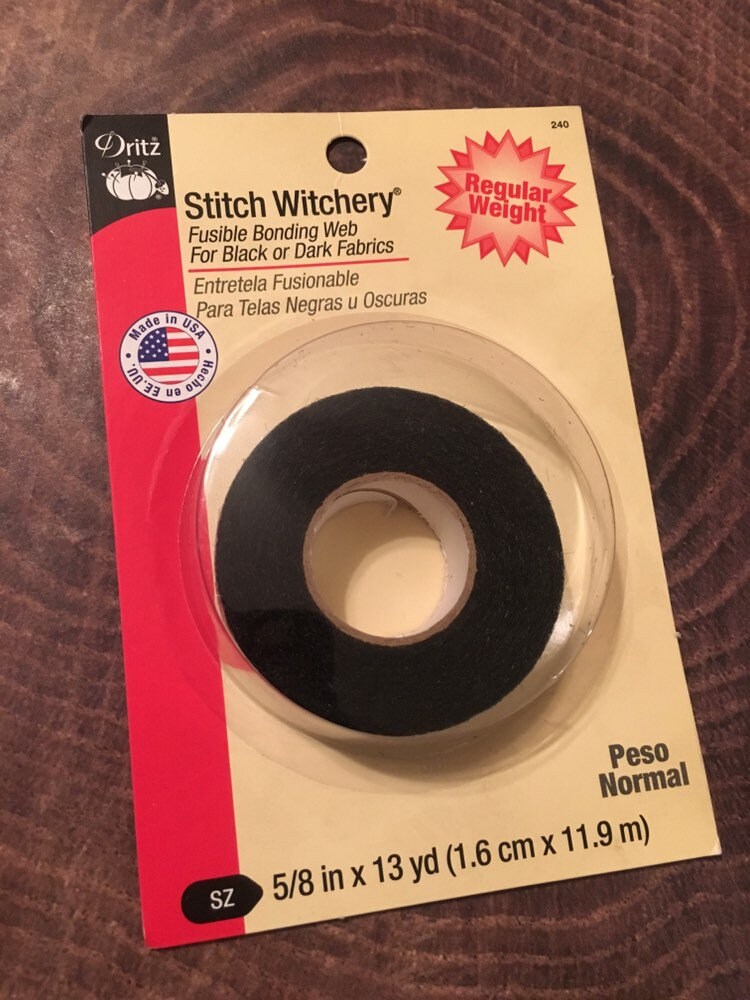 240
Dritz®
Stitch Witchery®
Fusible Bonding Web
For Black or Dark Fabrics
Entretela Fusionable
Para Telas Negras u Oscuras
Regular
Weight
Made in USA
Hecho en EE.UU.
Peso
Normal
SZ
5/8 in x 13 yd (1.6 cm x 11.9 m)